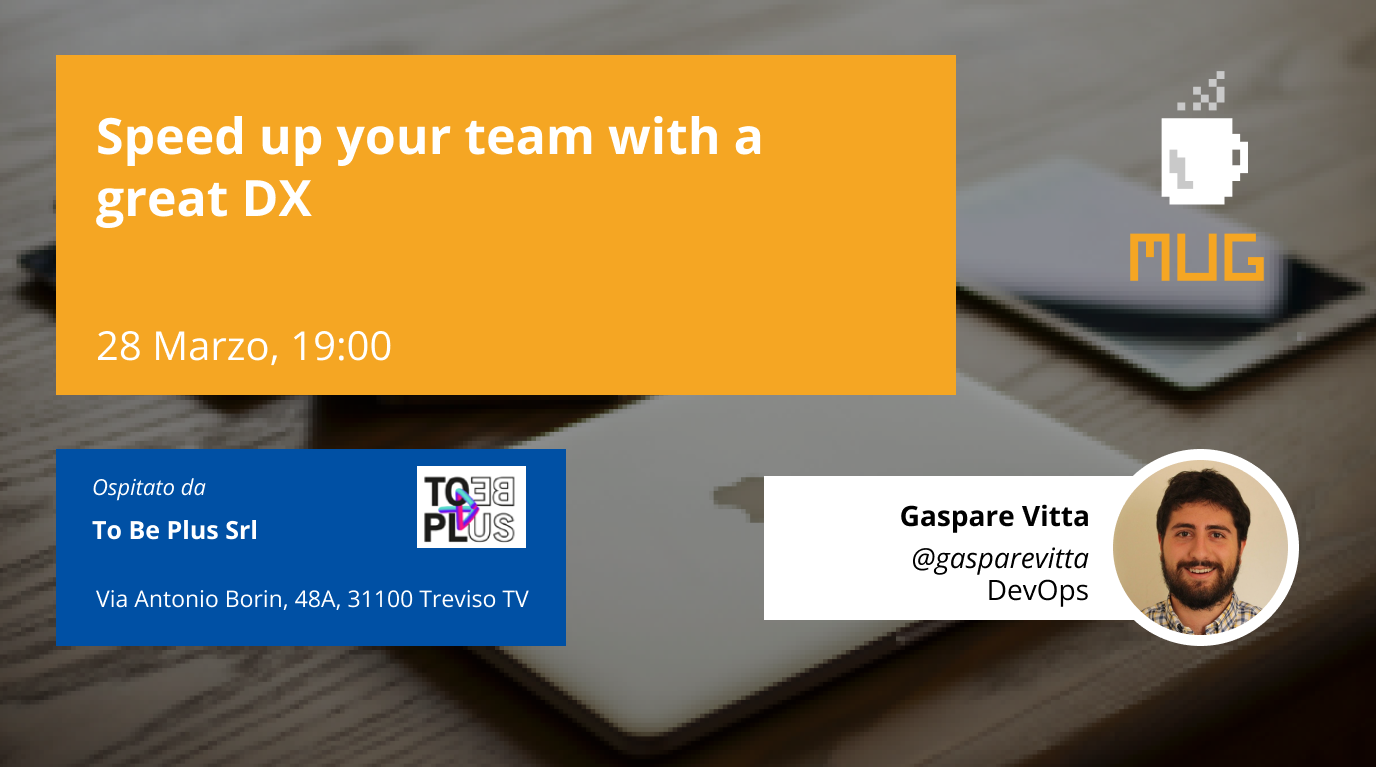 Speed up your team with a
great DX
28 Marzo, 19:00
MUG
Ospitato da
To Be Plus Srl
TO BE
PLUS
Via Antonio Borin, 48A, 31100 Treviso TV
Gaspare Vitta
@gasparevitta
DevOps